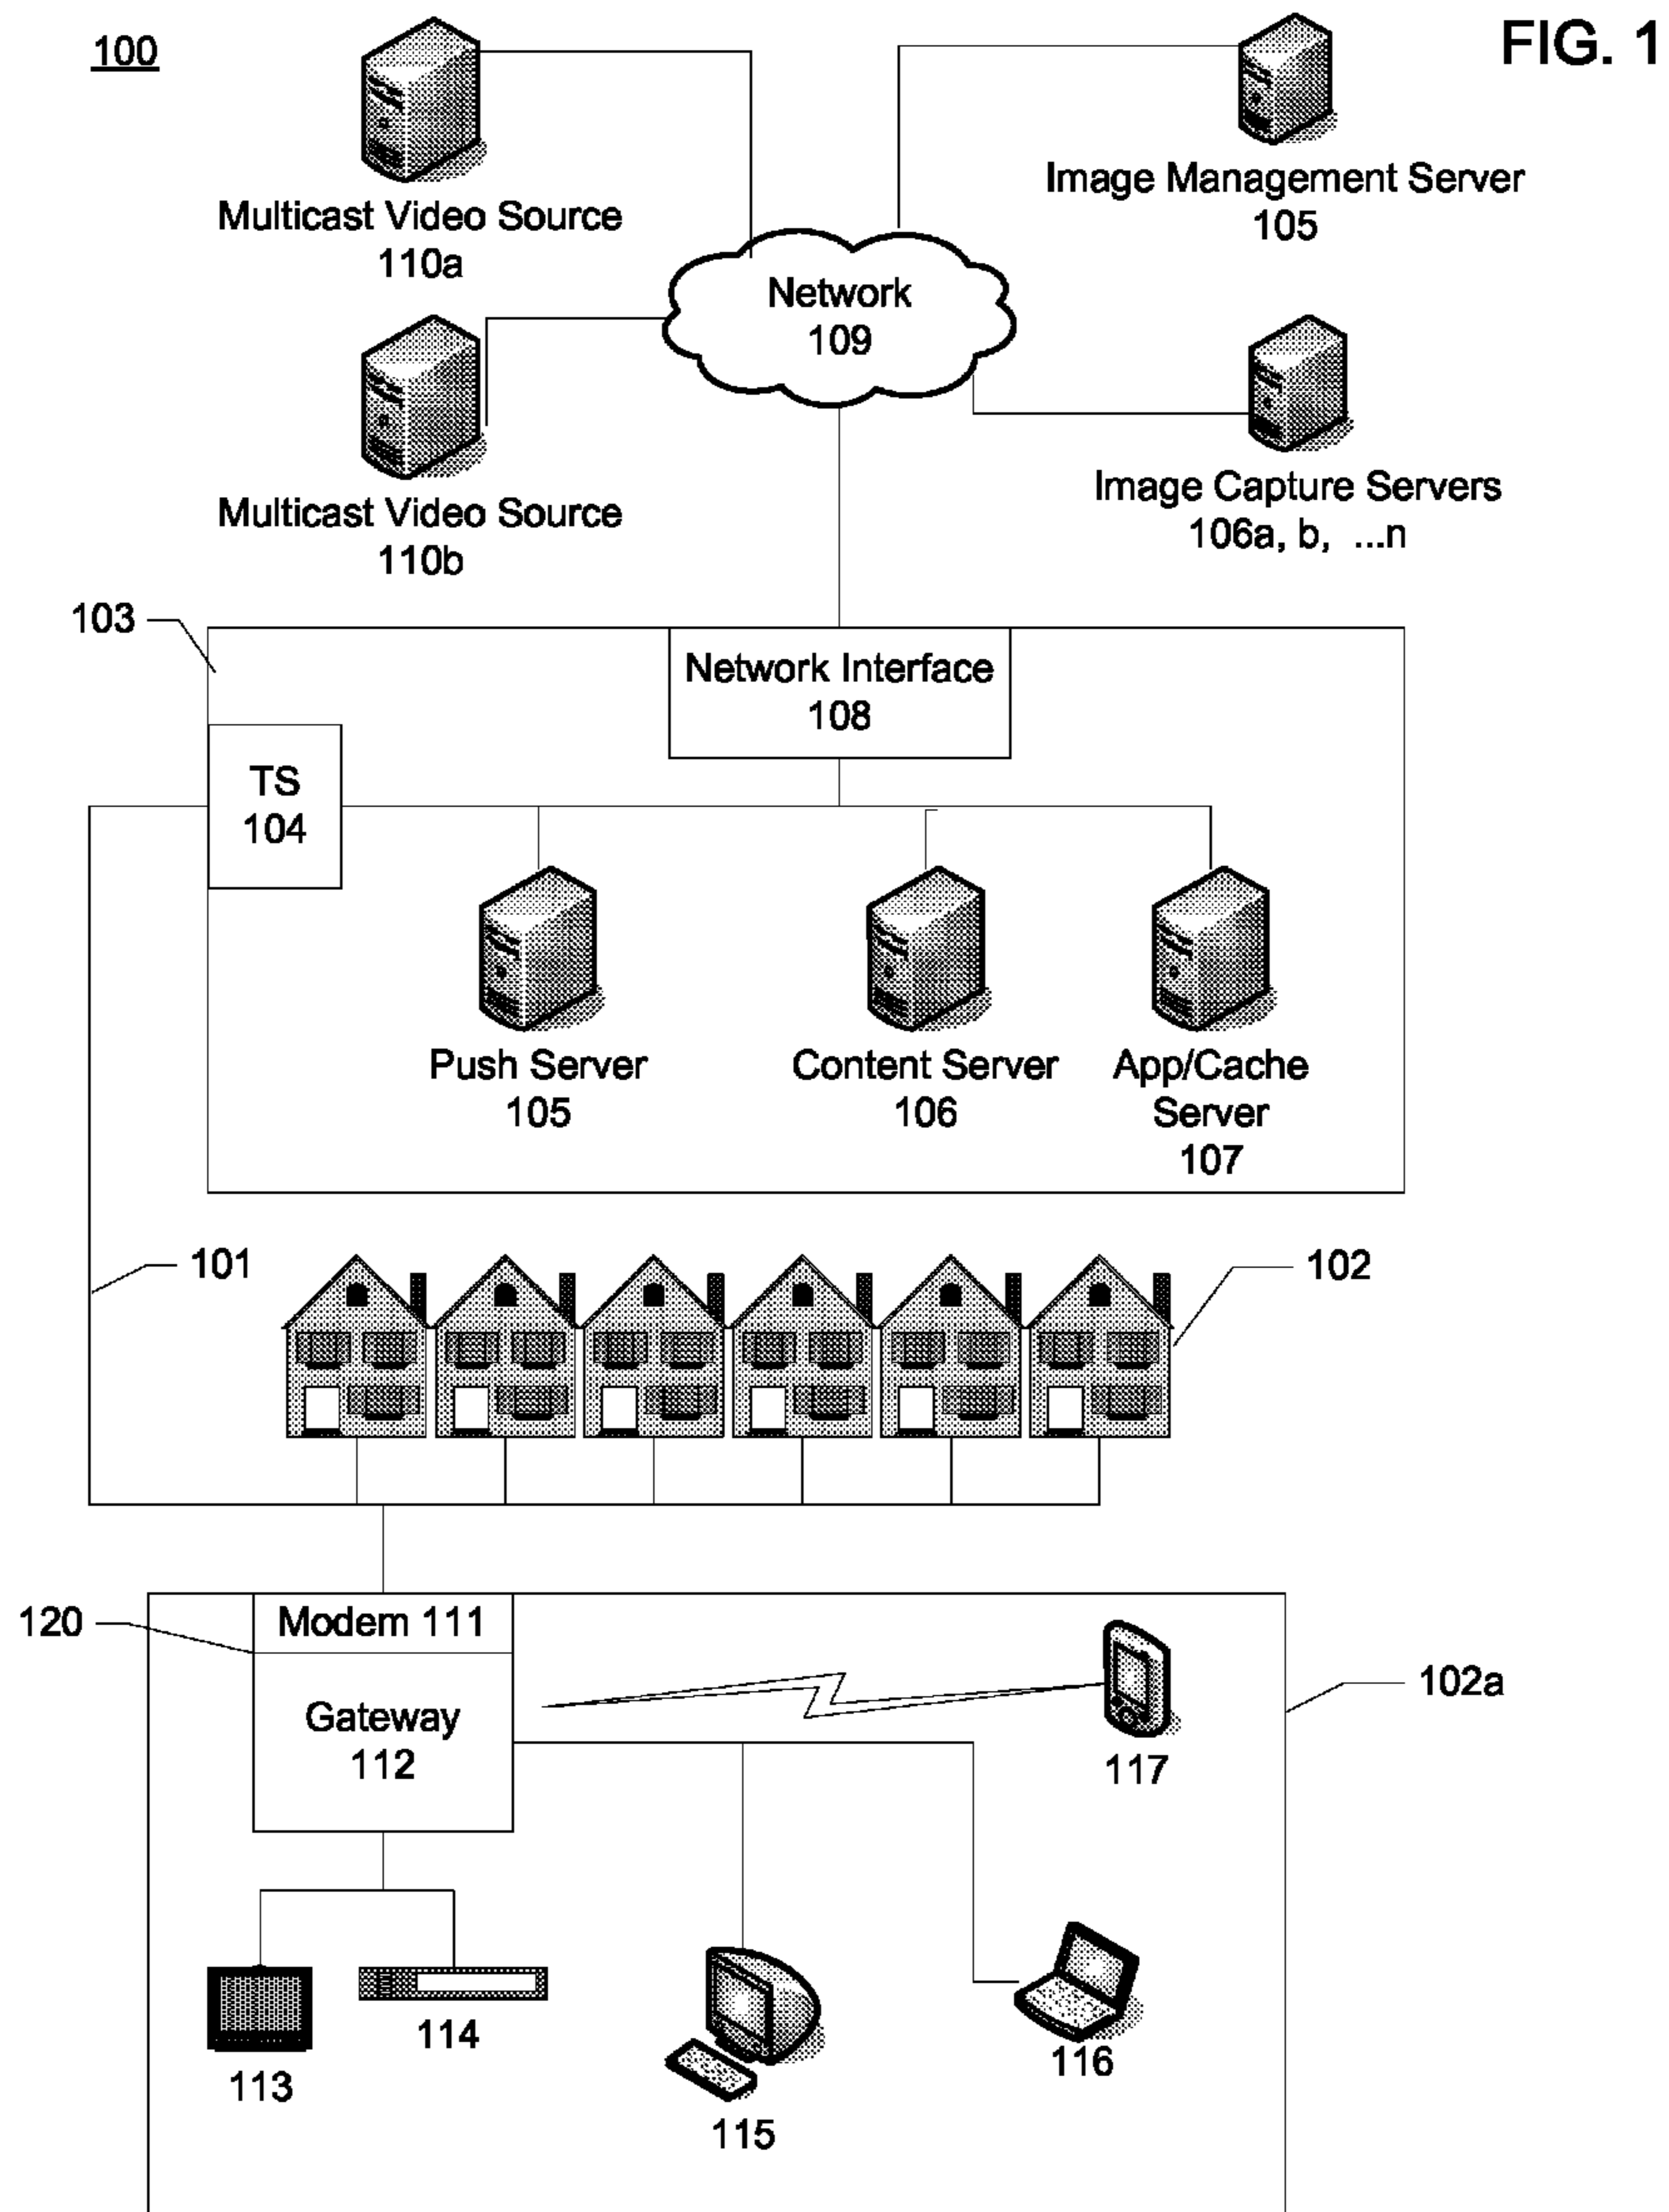 100
FIG. 1
Multicast Video Source
110a
Image Management Server
105
Network
109
Multicast Video Source
110b
Image Capture Servers
106a, b, ...n
103
Network Interface
108
TS
104
Push Server
105
Content Server
106
App/Cache
Server
107
101
102
120
Modem 111
Gateway
112
117
102a
113
114
115
116